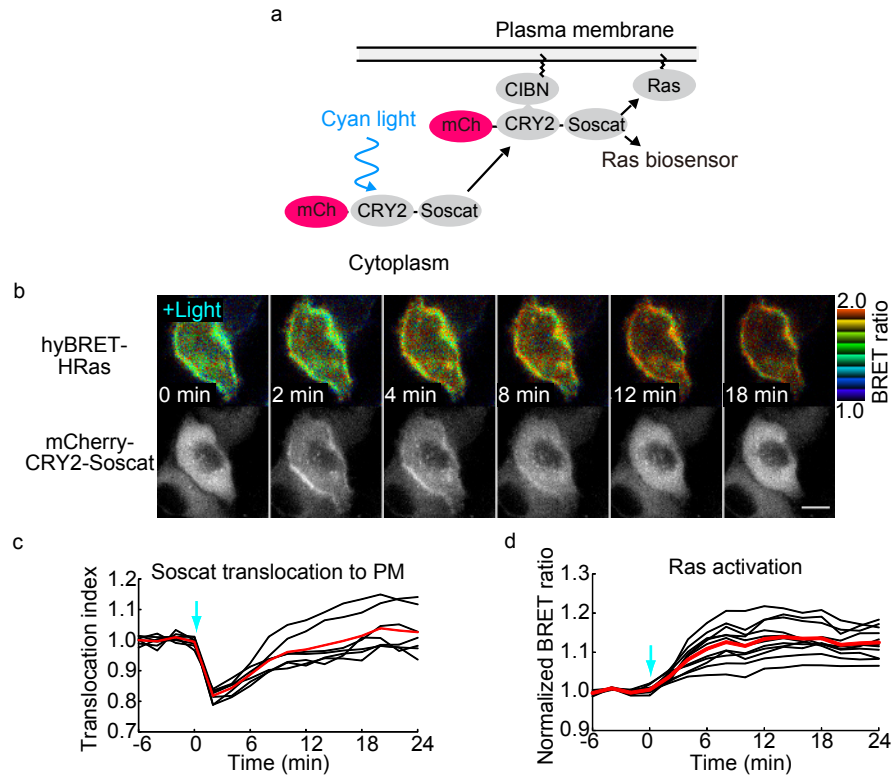 a
Plasma membrane
CIBN
Ras
Cyan light
mCh
CRY2
Soscat
Ras biosensor
mCh
CRY2
Soscat
Cytoplasm
b
+Light
hyBRET-
HRas
0 min
2 min
4 min
8 min
12 min
18 min
2.0
1.0
BRET ratio
mCherry-
CRY2-Soscat
c
Soscat translocation to PM
Translocation index
1.2
1.1
1.0
0.9
0.8
0.7
-6
0
6
12
18
24
Time (min)
d
Ras activation
Normalized BRET ratio
1.3
1.2
1.1
1.0
0.9
-6
0
6
12
18
24
Time (min)